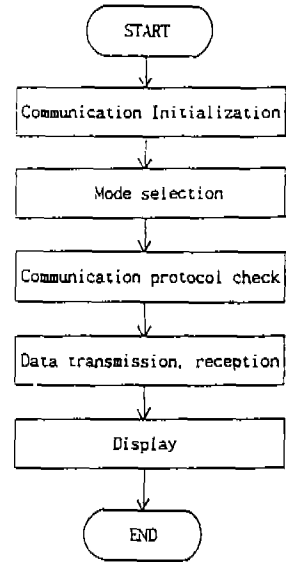 START
Communication Initialization
Mode selection
Communication protocol check
Data transmission, reception
Display
END